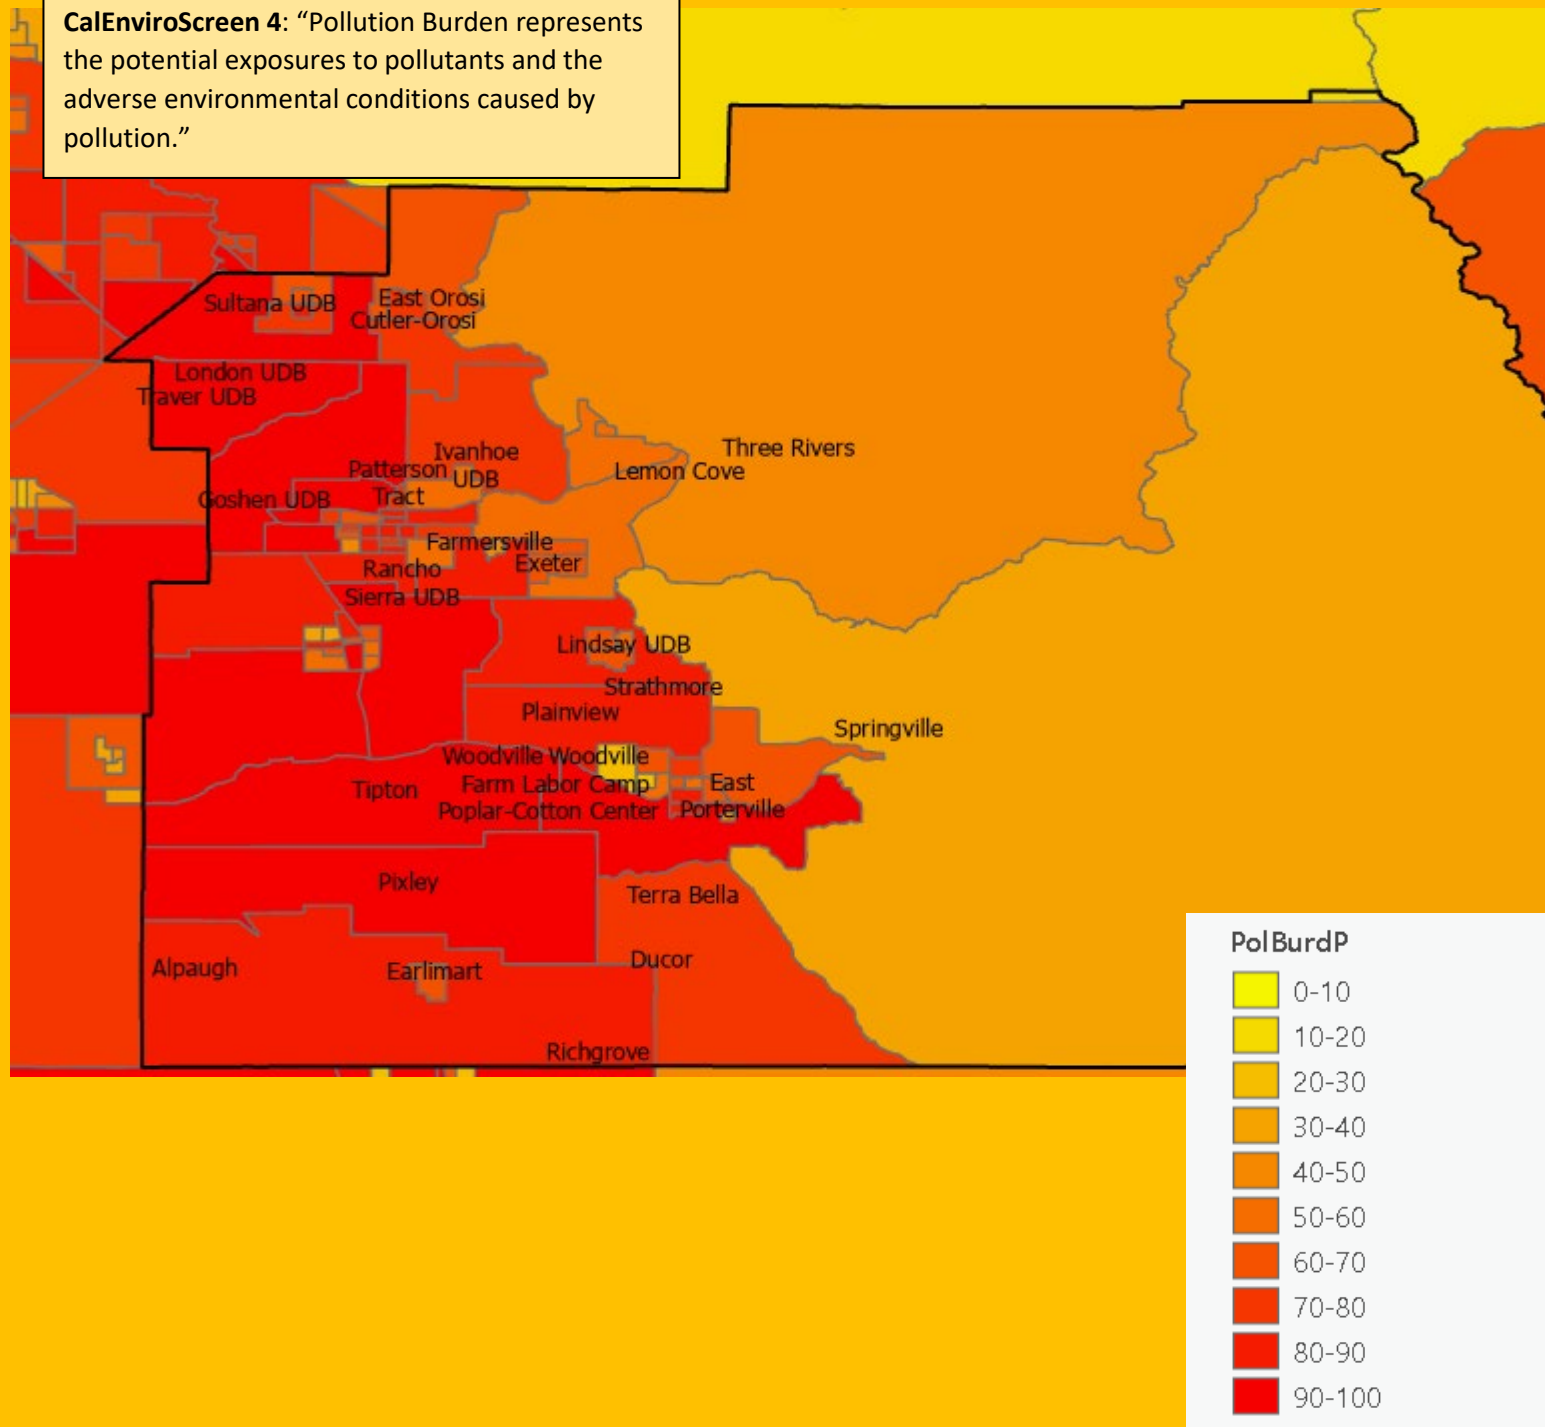 CalEnviroScreen 4: “Pollution Burden represents
the potential exposures to pollutants and the
adverse environmental conditions caused by
pollution.”
Sultana UDB
East Orosi
Cutler-Orosi
London UDB
Traver UDB
Ivanhoe
UDB
Patterson
Tract
Three Rivers
Lemon Cove
Goshen UDB
Farmersville
Exeter
Rancho
Sierra UDB
Lindsay UDB
Strathmore
Plainview
Springville
Woodville Woodville
Farm Labor Camp
Tipton
East
Porterville
Poplar-Cotton Center
Pixley
Terra Bella
Ducor
Alpaugh
Earlimart
Richgrove
PolBurdP
0-10
10-20
20-30
30-40
40-50
50-60
60-70
70-80
80-90
90-100